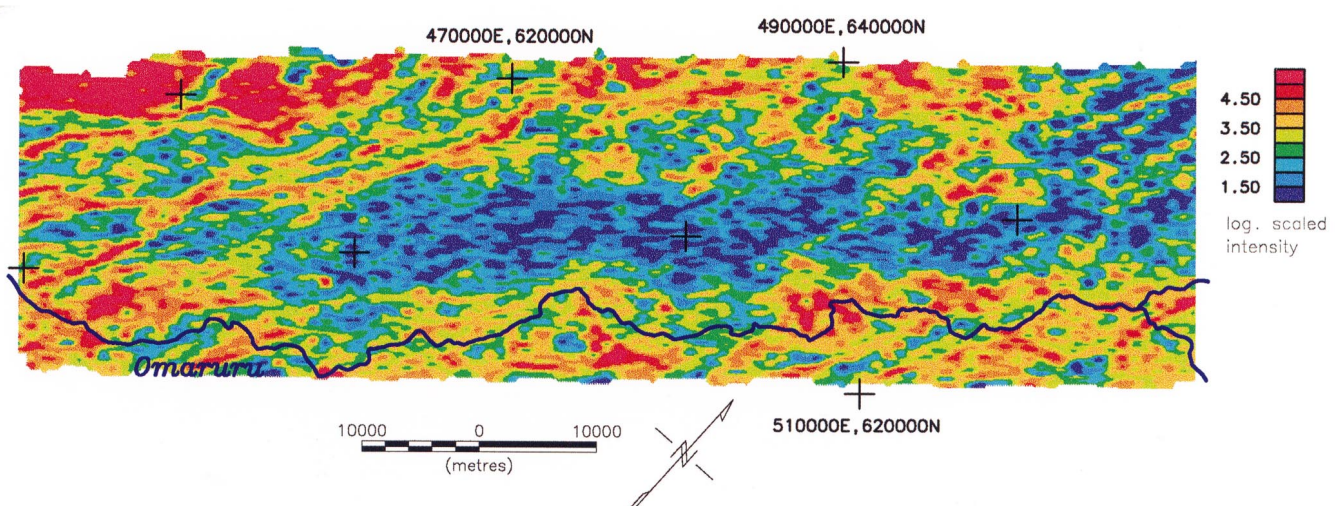 470000E,620000N
490000E,640000N
4.50
3.50
2.50
1.50
log. scaled
intensity
Omaruru
10000 0 10000
(metres)
510000E,620000N